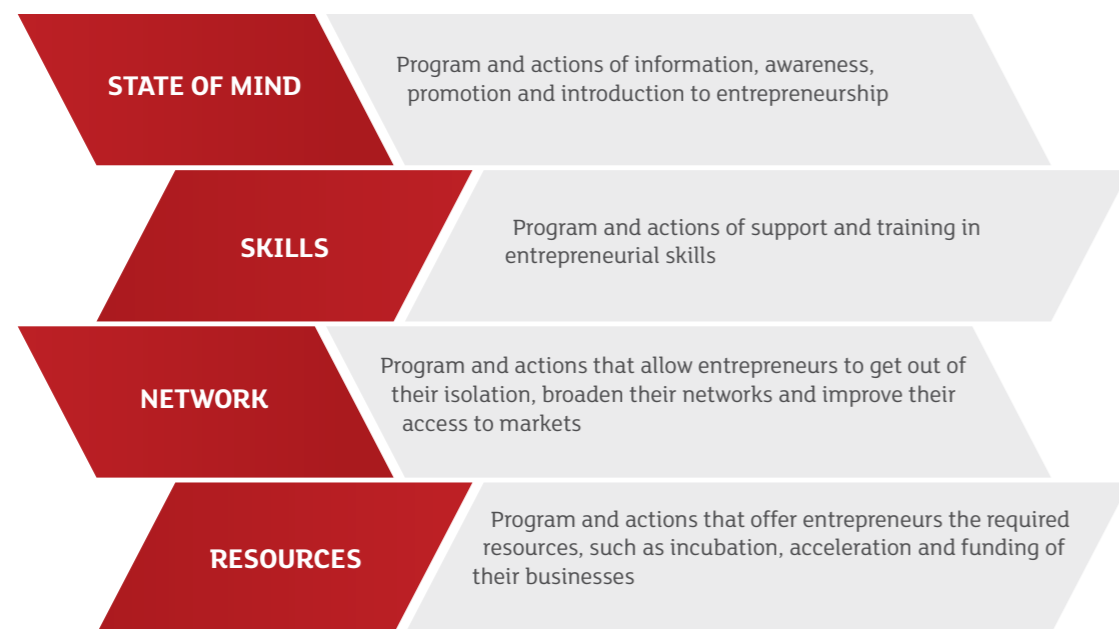 STATE OF MIND
Program and actions of information, awareness,
promotion and introduction to entrepreneurship
SKILLS
Program and actions of support and training in
entrepreneurial skills
NETWORK
Program and actions that allow entrepreneurs to get out of
their isolation, broaden their networks and improve their
access to markets
RESOURCES
Program and actions that offer entrepreneurs the required
resources, such as incubation, acceleration and funding of
their businesses